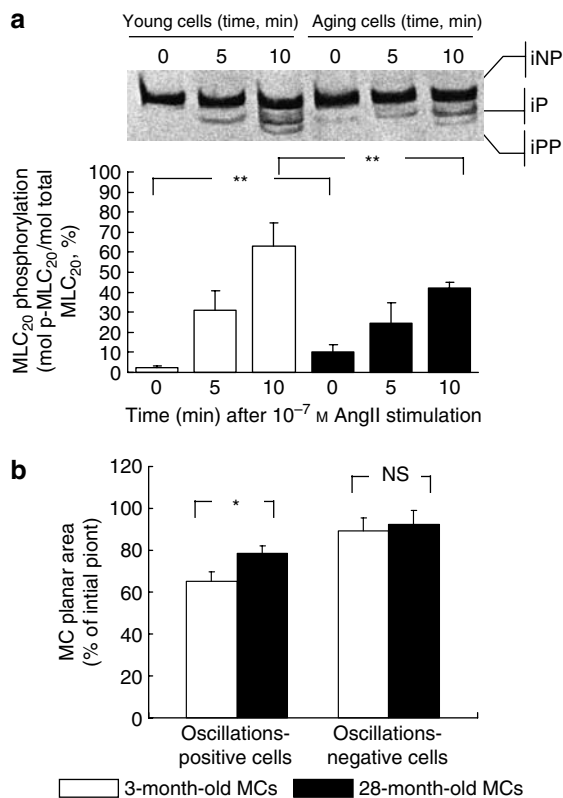 a
Young cells (time, min) Aging cells (time, min)
0 5 10 0 5 10
iNP
iP
iPP
** **
MLC₂₀ phosphorylation
(mol p-MLC₂₀/mol total
MLC₂₀, %)
100
90
80
70
60
50
40
30
20
10
0
0 5 10 0 5 10
Time (min) after 10⁻⁷ M AngII stimulation
b
MC planar area
(% of intial piont)
120
100
80
60
40
20
0
* NS
Oscillations- Oscillations-
positive cells negative cells
3-month-old MCs 28-month-old MCs